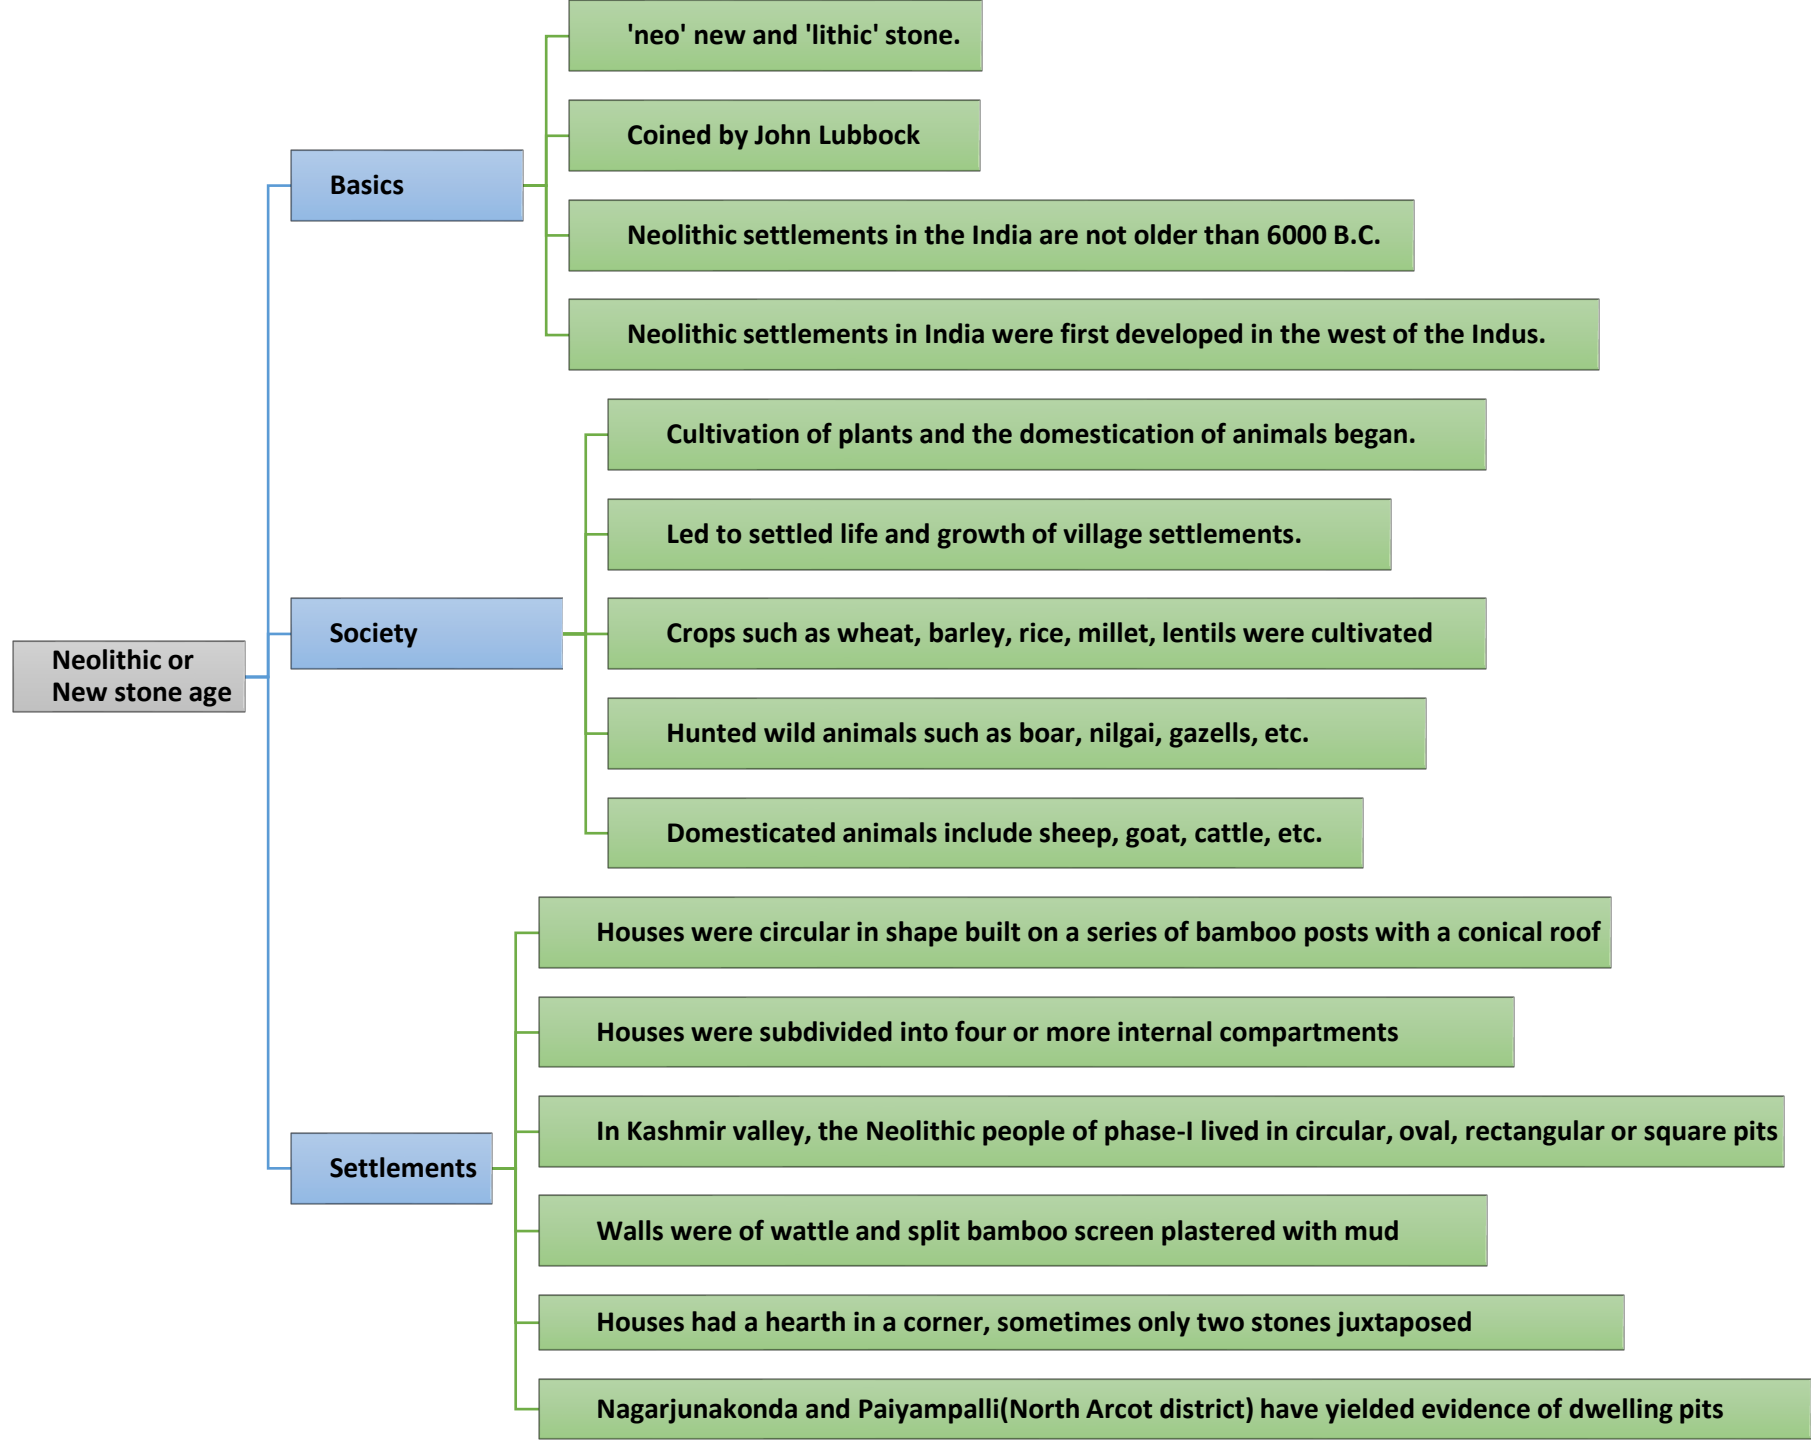 Neolithic or
New stone age
Basics
'neo' new and 'lithic' stone.
Coined by John Lubbock
Neolithic settlements in the India are not older than 6000 B.C.
Neolithic settlements in India were first developed in the west of the Indus.
Society
Cultivation of plants and the domestication of animals began.
Led to settled life and growth of village settlements.
Crops such as wheat, barley, rice, millet, lentils were cultivated
Hunted wild animals such as boar, nilgai, gazells, etc.
Domesticated animals include sheep, goat, cattle, etc.
Settlements
Houses were circular in shape built on a series of bamboo posts with a conical roof
Houses were subdivided into four or more internal compartments
In Kashmir valley, the Neolithic people of phase-I lived in circular, oval, rectangular or square pits
Walls were of wattle and split bamboo screen plastered with mud
Houses had a hearth in a corner, sometimes only two stones juxtaposed
Nagarjunakonda and Paiyampalli(North Arcot district) have yielded evidence of dwelling pits